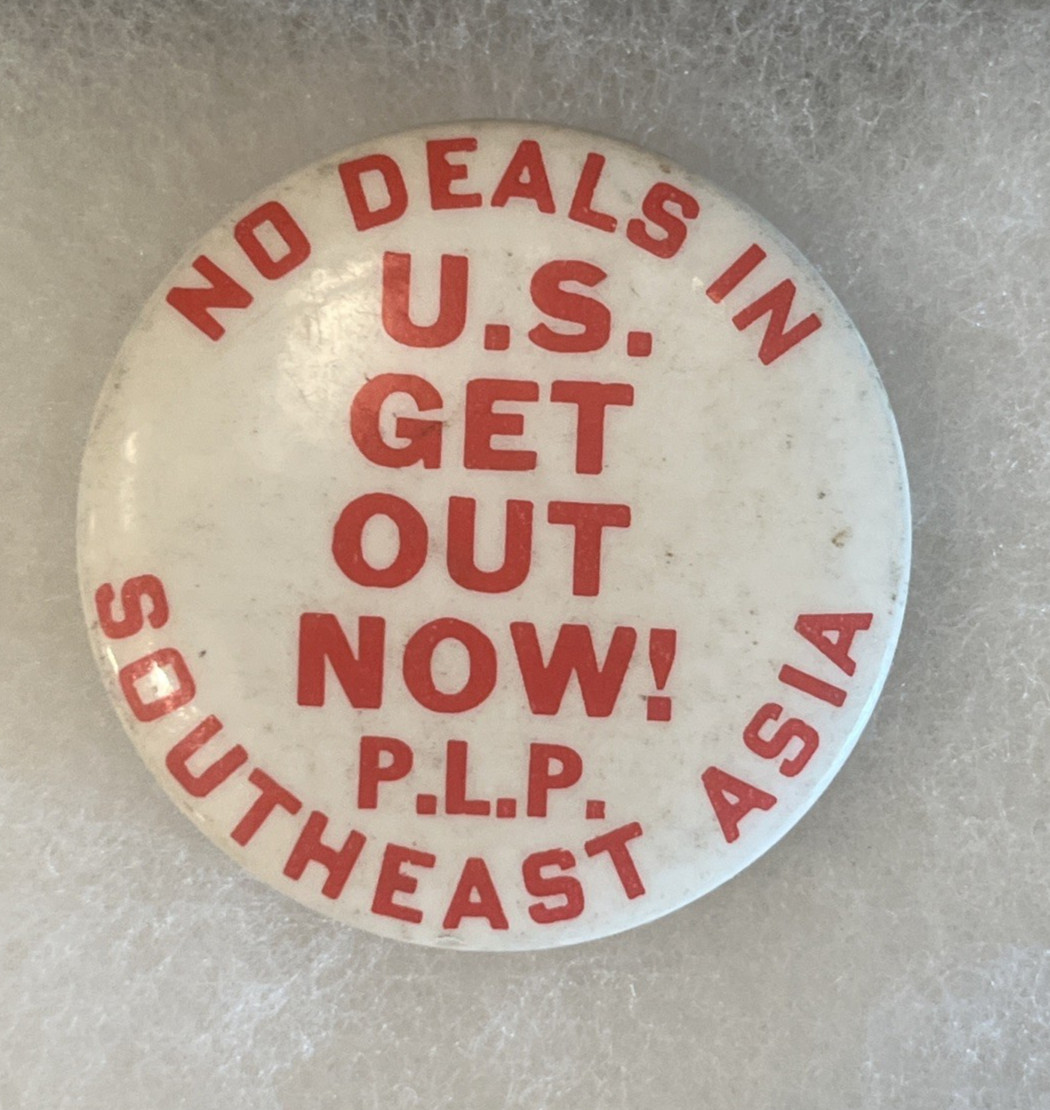 NO DEALS IN
U.S.
GET
OUT
NOW!
P.L.P.
SOUTHEAST ASIA